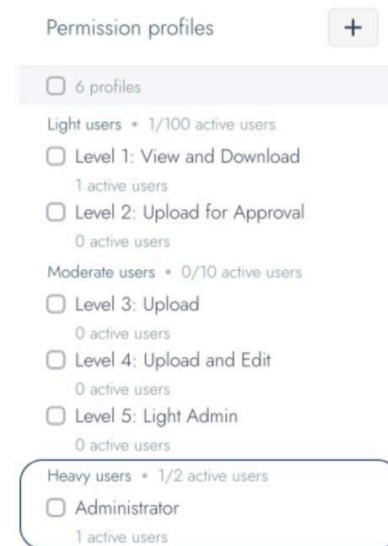 Permission profiles +
6 profiles
Light users • 1/100 active users
Level 1: View and Download
1 active users
Level 2: Upload for Approval
0 active users
Moderate users • 0/10 active users
Level 3: Upload
0 active users
Level 4: Upload and Edit
0 active users
Level 5: Light Admin
0 active users
Heavy users • 1/2 active users
Administrator
1 active users